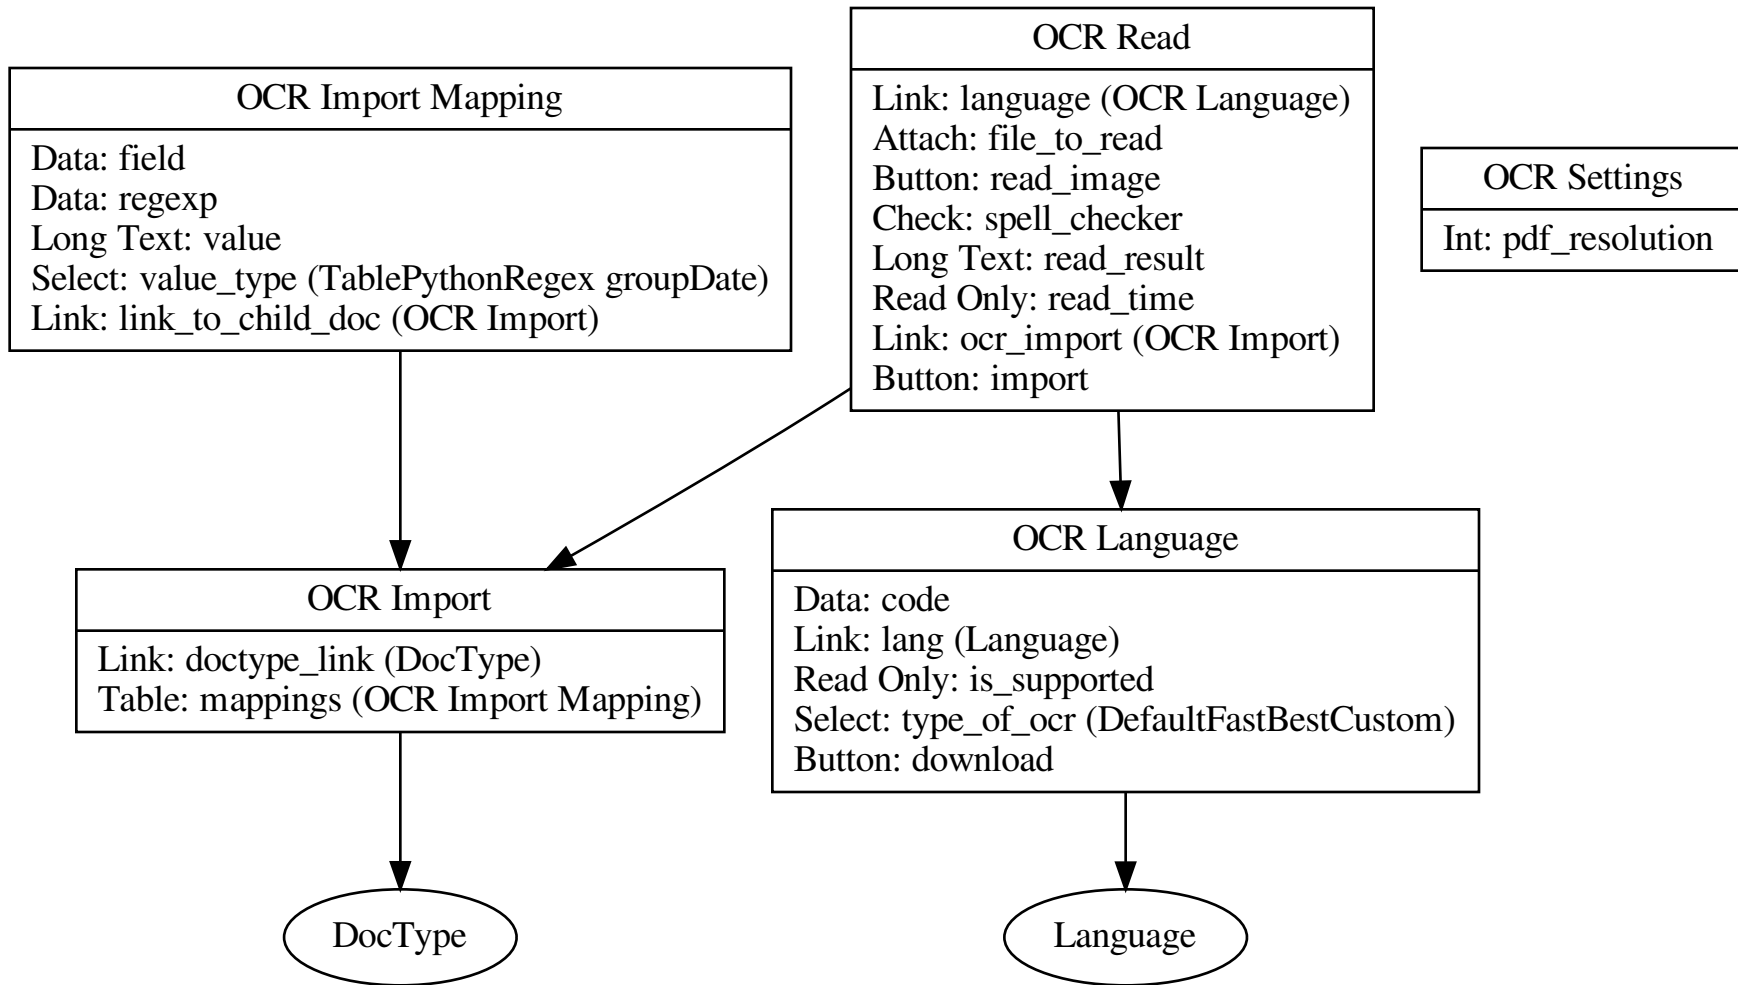 OCR Import Mapping
Data: field
Data: regexp
Long Text: value
Select: value_type (TablePythonRegex groupDate)
Link: link_to_child_doc (OCR Import)
OCR Read
Link: language (OCR Language)
Attach: file_to_read
Button: read_image
Check: spell_checker
Long Text: read_result
Read Only: read_time
Link: ocr_import (OCR Import)
Button: import
OCR Settings
Int: pdf_resolution
OCR Import
Link: doctype_link (DocType)
Table: mappings (OCR Import Mapping)
OCR Language
Data: code
Link: lang (Language)
Read Only: is_supported
Select: type_of_ocr (DefaultFastBestCustom)
Button: download
DocType
Language